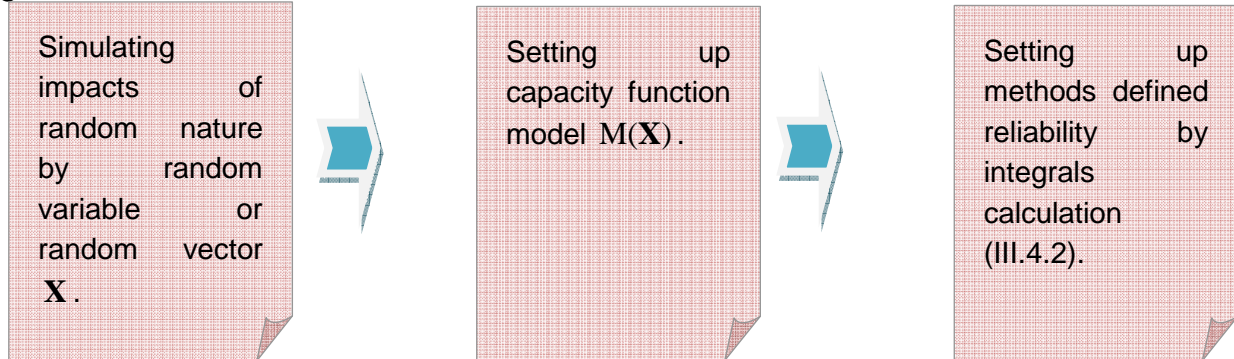 Simulating
impacts of
random nature
by random
variable or
random vector
X .
Setting up
capacity function
model M(X) .
Setting up
methods defined
reliability by
integrals
calculation
(III.4.2).